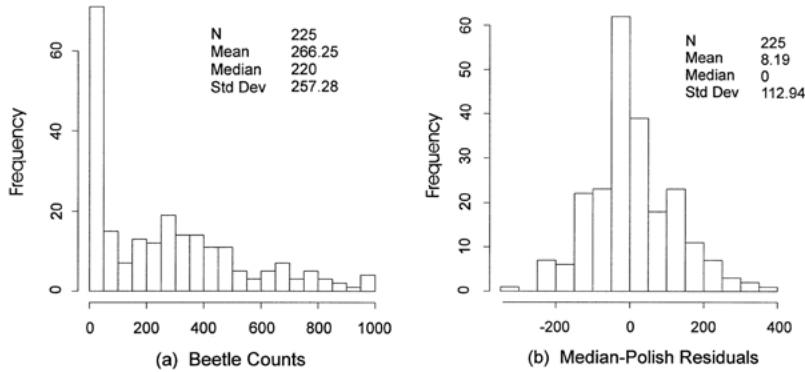 N 225
Mean 266.25
Median 220
Std Dev 257.28
Frequency
0 20 40 60
0 200 400 600 800 1000
(a) Beetle Counts
N 225
Mean 8.19
Median 0
Std Dev 112.94
Frequency
0 10 20 30 40 50 60
-200 0 200 400
(b) Median-Polish Residuals